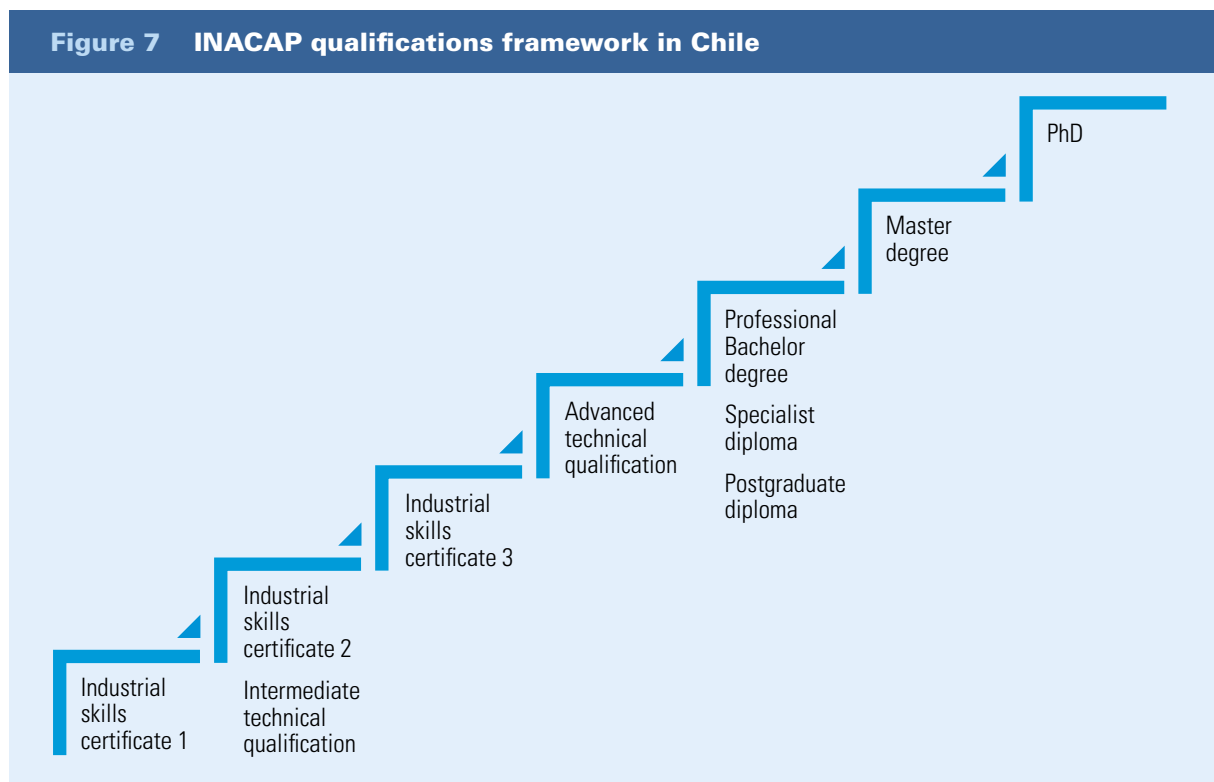 Figure 7 INACAP qualifications framework in Chile
PhD
Master
degree
Professional
Bachelor
degree
Specialist
diploma
Postgraduate
diploma
Advanced
technical
qualification
Industrial
skills
certificate 3
Industrial
skills
certificate 2
Intermediate
technical
qualification
Industrial
skills
certificate 1